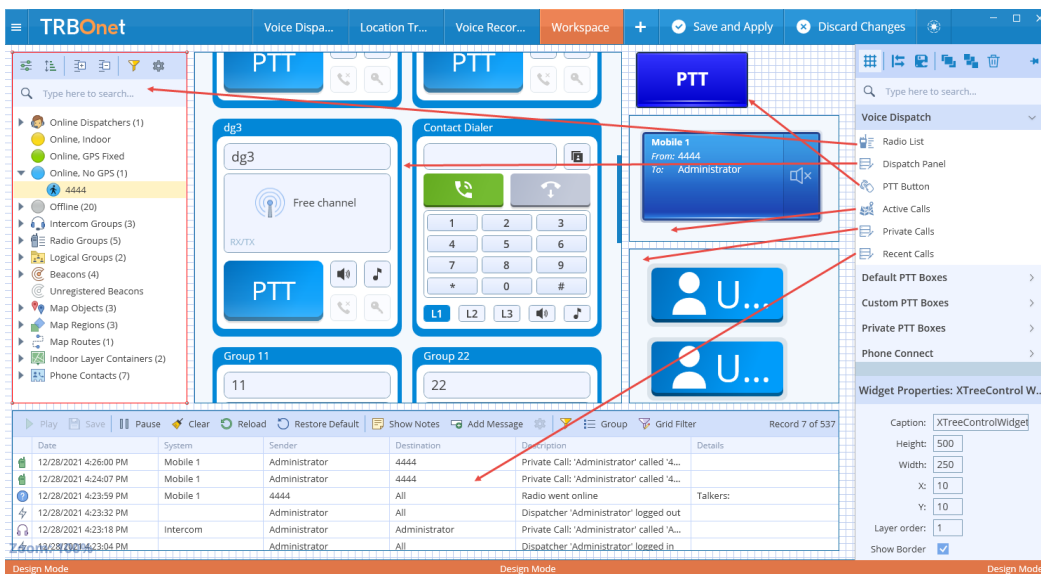 TRBOnet
Voice Dispa...
Location Tr...
Voice Recor...
Workspace
+
Save and Apply
Discard Changes
Type here to search...
Online Dispatchers (1)
Online, Indoor
Online, GPS Fixed
Online, No GPS (1)
4444
Offline (20)
Intercom Groups (3)
Radio Groups (5)
Logical Groups (2)
Beacons (4)
Unregistered Beacons
Map Objects (3)
Map Regions (3)
Map Routes (1)
Indoor Layer Containers (2)
Phone Contacts (7)
PTT
PTT
dg3
dg3
Free channel
RX/TX
PTT
Contact Dialer
1 2 3
4 5 6
7 8 9
* 0 #
L1 L2 L3
Group 11
11
Group 22
22
PTT
Mobile 1
From: 4444
To: Administrator
U...
U...
Type here to search...
Voice Dispatch
Radio List
Dispatch Panel
PTT Button
Active Calls
Private Calls
Recent Calls
Default PTT Boxes
Custom PTT Boxes
Private PTT Boxes
Phone Connect
Widget Properties: XTreeControl W...
Caption: XTreeControlWidget
Height: 500
Width: 250
X: 10
Y: 10
Layer order: 1
Show Border
Play Save Pause Clear Reload Restore Default Show Notes Add Message Group Grid Filter Record 7 of 537
Date System Sender Destination Description Details
12/28/2021 4:26:00 PM Mobile 1 Administrator 4444 Private Call: 'Administrator' called '4...
12/28/2021 4:24:07 PM Mobile 1 Administrator 4444 Private Call: 'Administrator' called '4...
12/28/2021 4:23:59 PM Mobile 1 4444 All Radio went online Talkers:
12/28/2021 4:23:32 PM Administrator All Dispatcher 'Administrator' logged out
12/28/2021 4:23:18 PM Intercom Administrator Administrator Private Call: 'Administrator' called 'A...
12/28/2021 4:23:04 PM Administrator All Dispatcher 'Administrator' logged in
Zoom: 100%
Design Mode Design Mode Design Mode